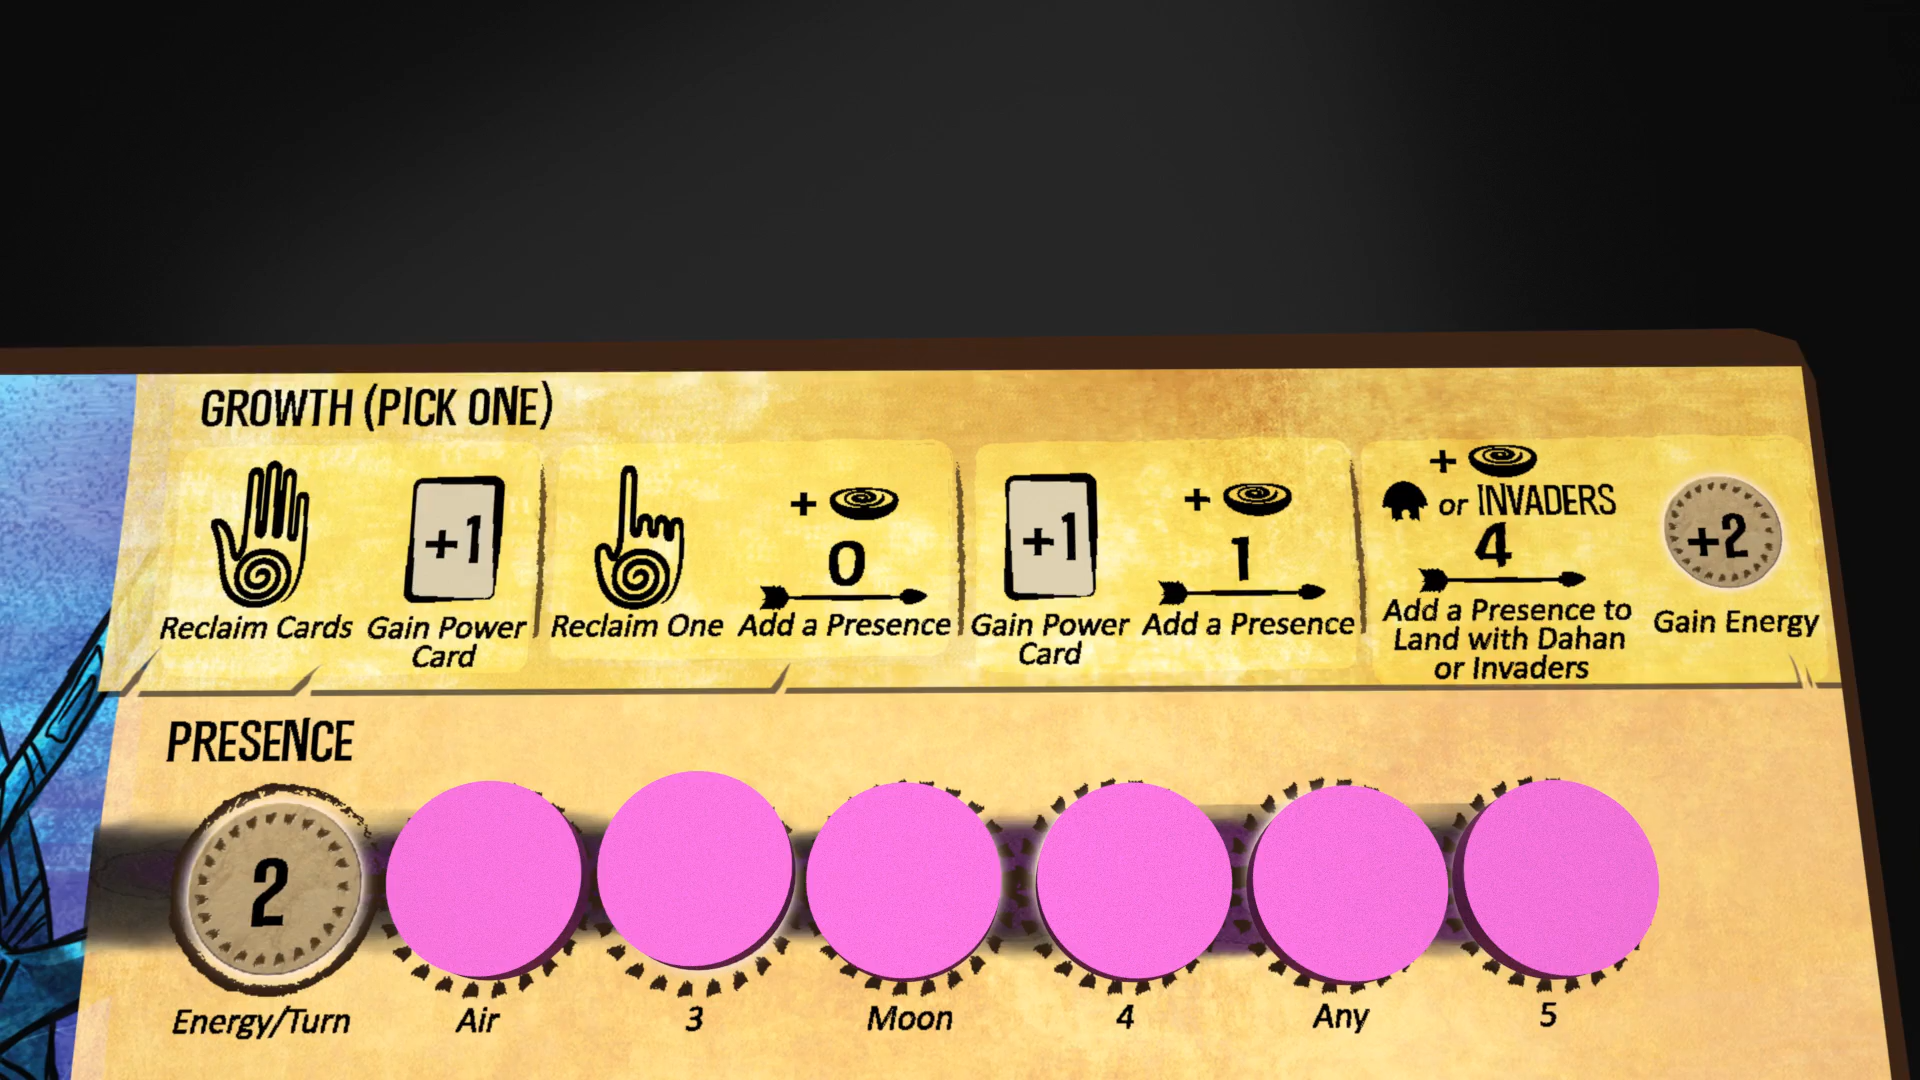 GROWTH (PICK ONE)
+1
+
0
+1
+
1
+
or INVADERS
4
+2
Reclaim Cards
Gain Power
Card
Reclaim One
Add a Presence
Gain Power
Card
Add a Presence
Add a Presence to
Land with Dahan
or Invaders
Gain Energy
PRESENCE
2
Energy/Turn
Air
3
Moon
4
Any
5